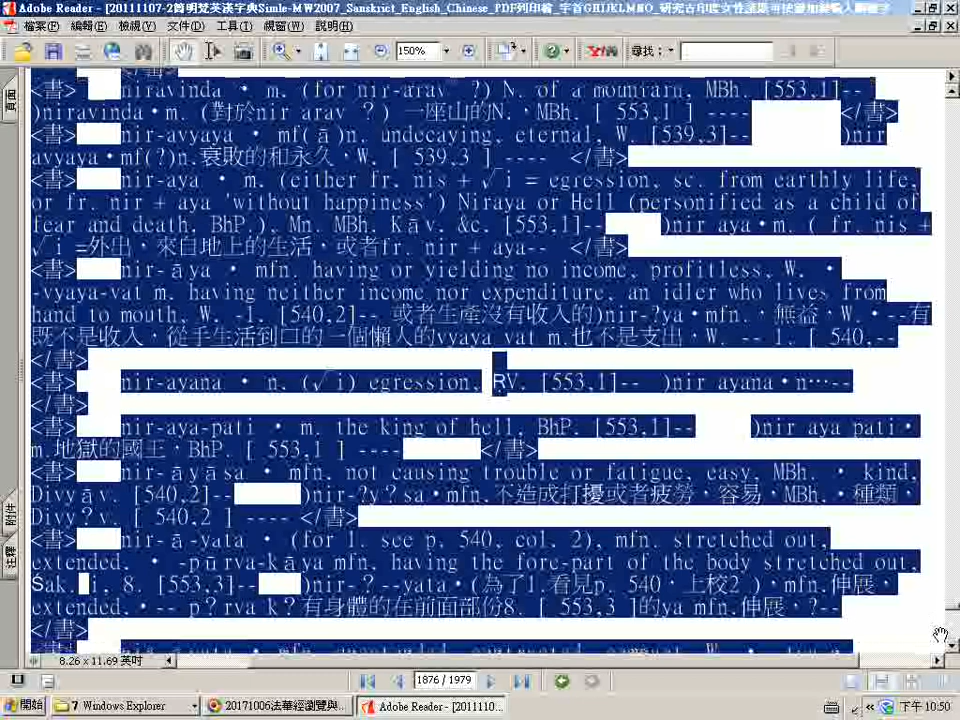 Adobe Reader - [20111107-2簡明梵英漢字典Simle-MW2007_Sanskrit_English_Chinese_PDF列印稿_字首GHIJKLMNO_研究古印度女性
檔案(F) 編輯(E) 檢視(V) 文件(D) 工具(T) 視窗(W) 說明(H)
150% 尋找：
頁面
<書> niravinda • m. (for nir-arav ?) N. of a mountain, MBh. [553,1]--
)niravinda•m. (對於nir arav ？) 一座山的N.，MBh. [ 553,1 ] ---- </書>
<書> nir-avyaya • mf(ā)n. undecaying, eternal, W. [539,3]-- )nir
avyaya•mf(?)n.衰敗的和永久，W. [ 539,3 ] ---- </書>
<書> nir-aya • m. (either fr. nis + √i = egression, sc. from earthly life,
or fr. nir + aya 'without happiness') Niraya or Hell (personified as a child of
fear and death, BhP.), Mn. MBh. Kāv. &c. [553,1]-- )nir aya•m. ( fr. nis +
√i =外出，來自地上的生活，或者fr. nir + aya-- </書>
<書> nir-āya • mfn. having or yielding no income, profitless, W. •
-vyaya-vat m. having neither income nor expenditure, an idler who lives from
hand to mouth, W. -1. [540,2]-- 或者生產沒有收入的)nir-?ya•mfn，無益，W.•--有
既不是收入，從手生活到口的一個懶人的vyaya vat m.也不是支出，W. -- 1. [ 540,--
</書>
<書> nir-ayana • n. (√i) egression, ṚV. [553,1]-- )nir ayana•n…--
</書>
<書> nir-aya-pati • m. the king of hell, BhP. [553,1]-- )nir aya pati•
m.地獄的國王，BhP. [ 553,1 ] ---- </書>
<書> nir-āyāsa • mfn. not causing trouble or fatigue, easy, MBh. • kind,
Divyāv. [540,2]-- )nir-?y？sa•mfn.不造成打擾或者疲勞，容易，MBh.•種類，
Divy？v. [ 540,2 ] ---- </書>
<書> nir-ā-yata • (for 1. see p. 540, col. 2), mfn. stretched out,
extended. • -pūrva-kāya mfn. having the fore-part of the body stretched out,
Śak. i, 8. [553,3]-- )nir-?--yata•(為了1.看見p. 540，上校2 )，mfn.伸展，
extended.•-- p？rva k？有身體的在前面部份8. [ 553,3 ]的ya mfn.伸展，?--
</書>
附件
注釋
8.26 x 11.69 英吋
1876 / 1979
開始 7 Windows Explorer 20171006法華經瀏覽與... Adobe Reader - [2011110... 下午 10:50